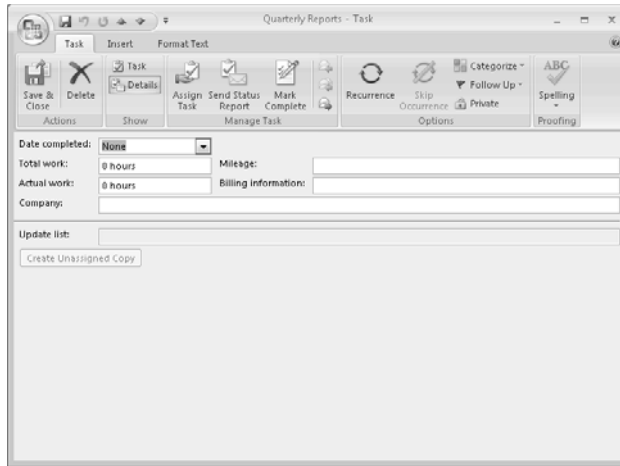 Quarterly Reports - Task
Task Insert Format Text
Save & Close
Delete
Actions
Task
Details
Show
Assign Task
Send Status Report
Mark Complete
Manage Task
Recurrence
Skip Occurrence
Categorize
Follow Up
Private
Options
ABC
Spelling
Proofing
Date completed: None
Total work: 0 hours Mileage:
Actual work: 0 hours Billing information:
Company:
Update list:
Create Unassigned Copy